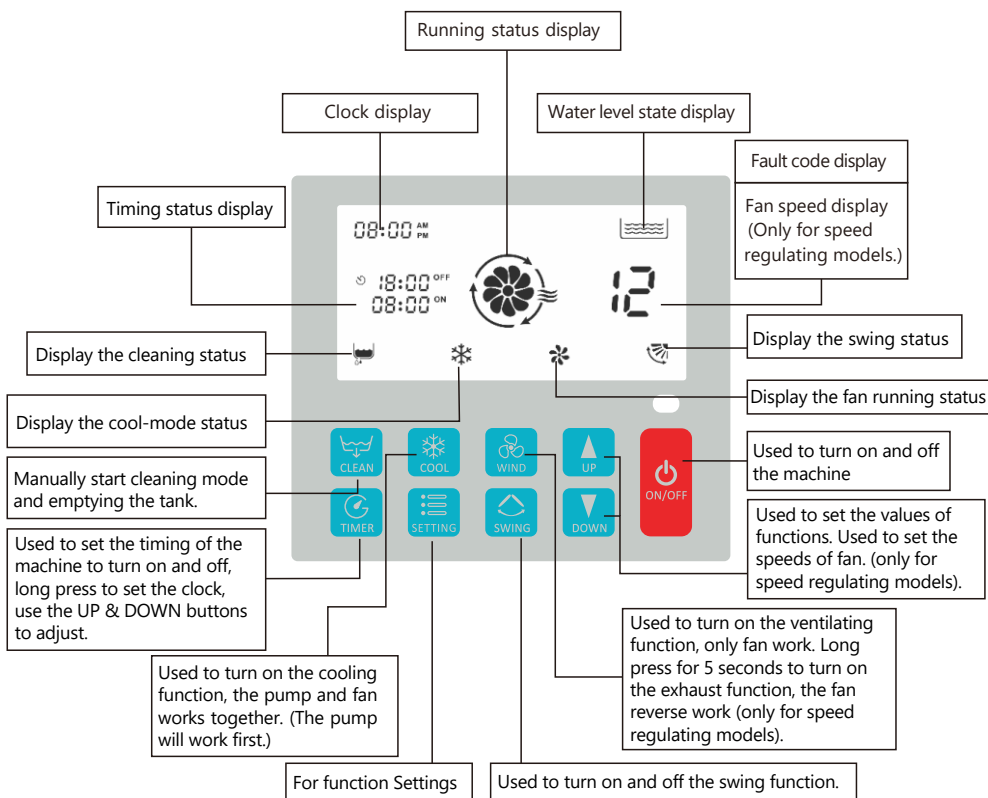 Running status display
Clock display
Water level state display
Fault code display
Fan speed display
(Only for speed
regulating models.)
Timing status display
08:00 AM
PM
18:00 OFF
08:00 ON
12
Display the cleaning status
Display the swing status
Display the cool-mode status
Display the fan running status
CLEAN
COOL
WIND
UP
ON/OFF
TIMER
SETTING
SWING
DOWN
Manually start cleaning mode
and emptying the tank.
Used to turn on and off
the machine
Used to set the timing of the
machine to turn on and off,
long press to set the clock,
use the UP & DOWN buttons
to adjust.
Used to set the values of
functions. Used to set the
speeds of fan. (only for
speed regulating models).
Used to turn on the cooling
function, the pump and fan
works together. (The pump
will work first.)
Used to turn on the ventilating
function, only fan work. Long
press for 5 seconds to turn on
the exhaust function, the fan
reverse work (only for speed
regulating models).
For function Settings
Used to turn on and off the swing function.